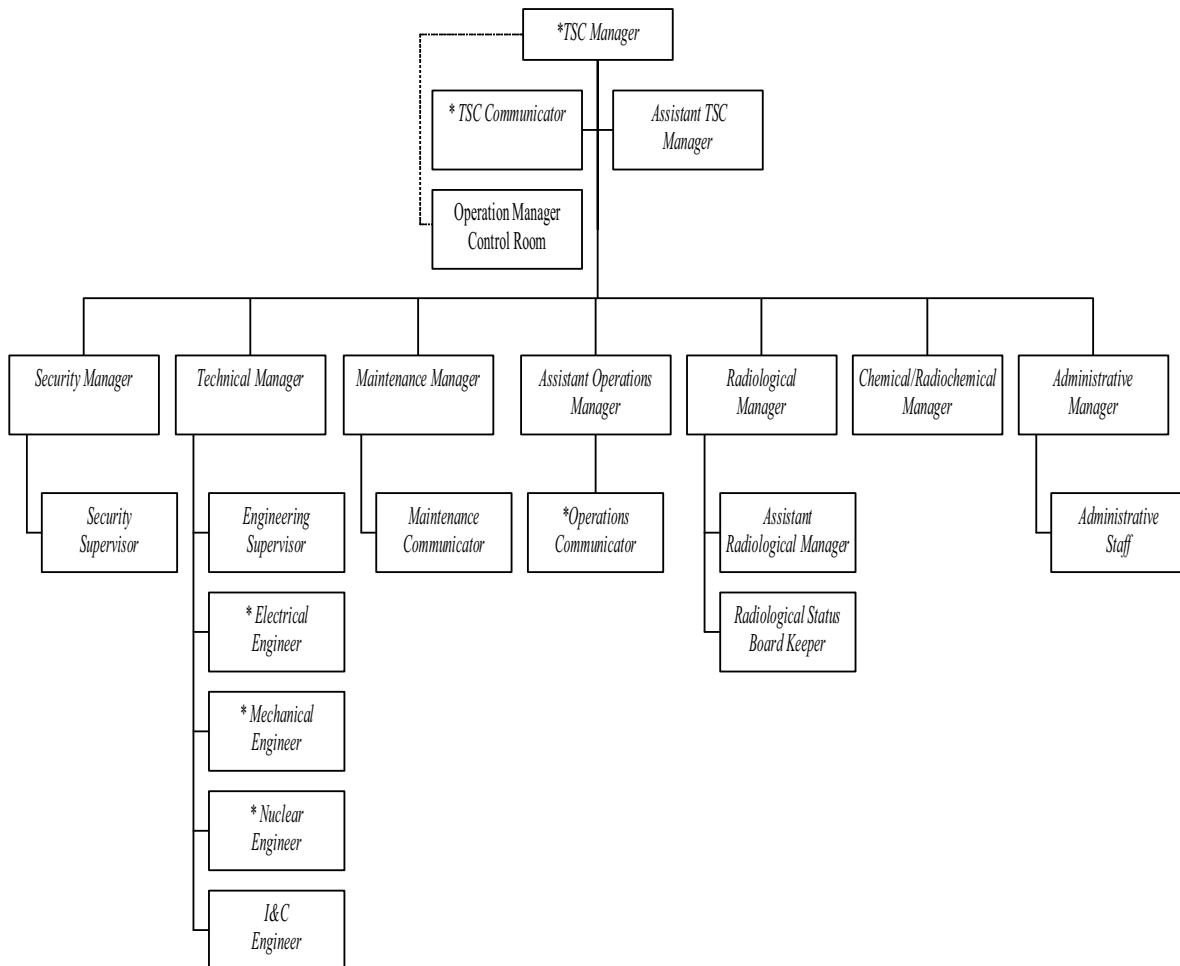 *TSC Manager
* TSC Communicator
Assistant TSC
Manager
Operation Manager
Control Room
Security Manager
Technical Manager
Maintenance Manager
Assistant Operations
Manager
Radiological
Manager
Chemical/Radiochemical
Manager
Administrative
Manager
Security
Supervisor
Engineering
Supervisor
Maintenance
Communicator
*Operations
Communicator
Assistant
Radiological Manager
Administrative
Staff
* Electrical
Engineer
Radiological Status
Board Keeper
* Mechanical
Engineer
* Nuclear
Engineer
I&C
Engineer